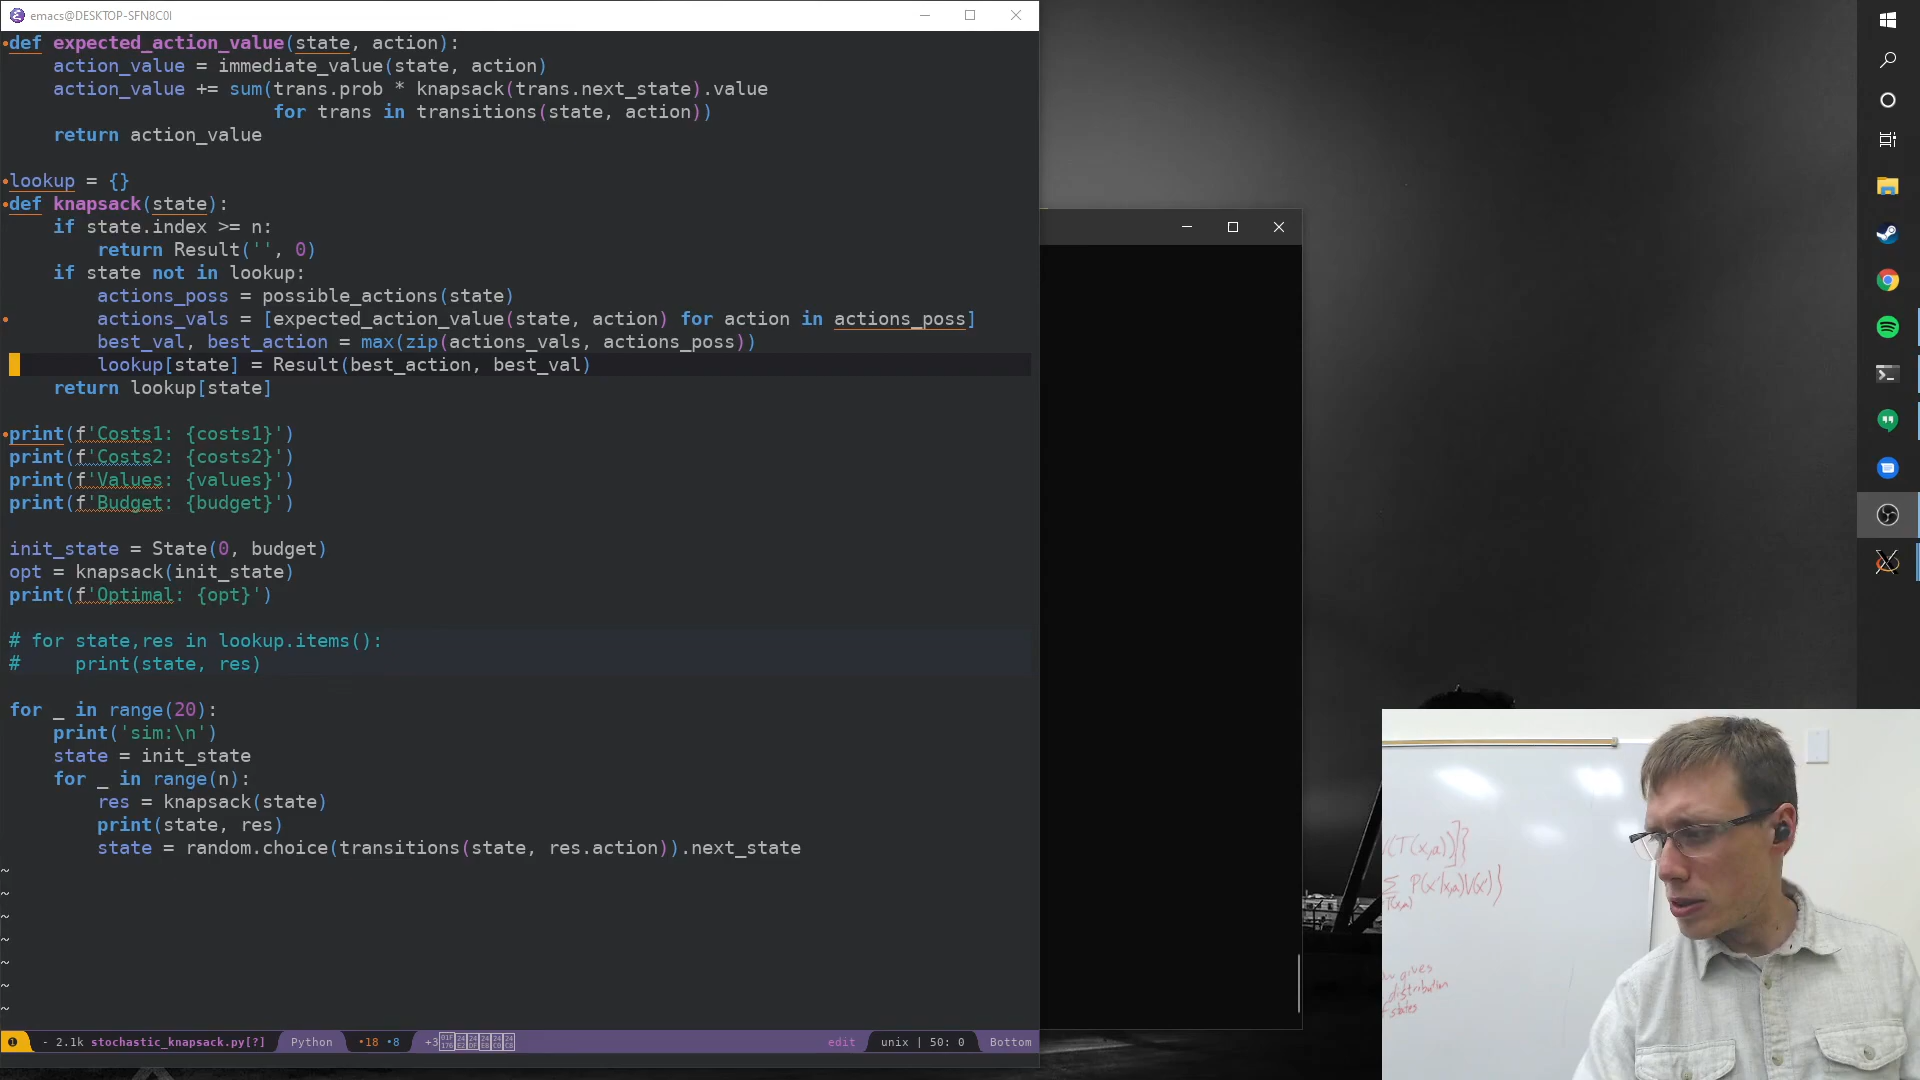 emacs@DESKTOP-SFN8C0I
def expected_action_value(state, action):
action_value = immediate_value(state, action)
action_value += sum(trans.prob * knapsack(trans.next_state).value
for trans in transitions(state, action))
return action_value
lookup = {}
def knapsack(state):
if state.index >= n:
return Result('', 0)
if state not in lookup:
actions_poss = possible_actions(state)
actions_vals = [expected_action_value(state, action) for action in actions_poss]
best_val, best_action = max(zip(actions_vals, actions_poss))
lookup[state] = Result(best_action, best_val)
return lookup[state]
print(f'Costs1: {costs1}')
print(f'Costs2: {costs2}')
print(f'Values: {values}')
print(f'Budget: {budget}')
init_state = State(0, budget)
opt = knapsack(init_state)
print(f'Optimal: {opt}')
# for state,res in lookup.items():
#     print(state, res)
for _ in range(20):
print('sim:\n')
state = init_state
for _ in range(n):
res = knapsack(state)
print(state, res)
state = random.choice(transitions(state, res.action)).next_state
~
~
~
~
~
~
~
- 2.1k stochastic_knapsack.py[?] Python •18 •8 +3 edit unix | 50: 0 Bottom
V(T(x,a))]}
Σ P(x'|x,a)V(x')}
gives
distribution
states